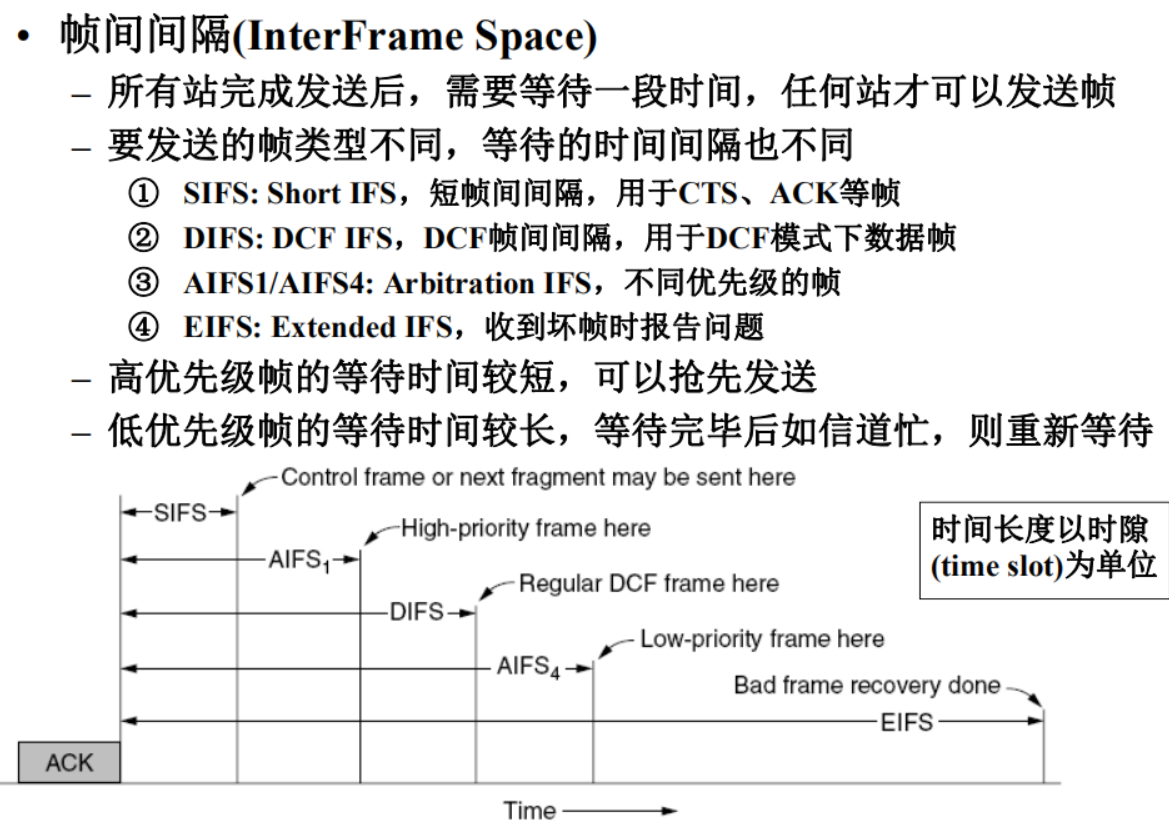 • 帧间间隔(InterFrame Space)
– 所有站完成发送后，需要等待一段时间，任何站才可以发送帧
– 要发送的帧类型不同，等待的时间间隔也不同
① SIFS: Short IFS，短帧间间隔，用于CTS、ACK等帧
② DIFS: DCF IFS，DCF帧间间隔，用于DCF模式下数据帧
③ AIFS1/AIFS4: Arbitration IFS，不同优先级的帧
④ EIFS: Extended IFS，收到坏帧时报告问题
– 高优先级帧的等待时间较短，可以抢先发送
– 低优先级帧的等待时间较长，等待完毕后如信道忙，则重新等待
Control frame or next fragment may be sent here
SIFS
High-priority frame here
AIFS1
Regular DCF frame here
DIFS
Low-priority frame here
AIFS4
Bad frame recovery done
EIFS
ACK
Time
时间长度以时隙
(time slot)为单位